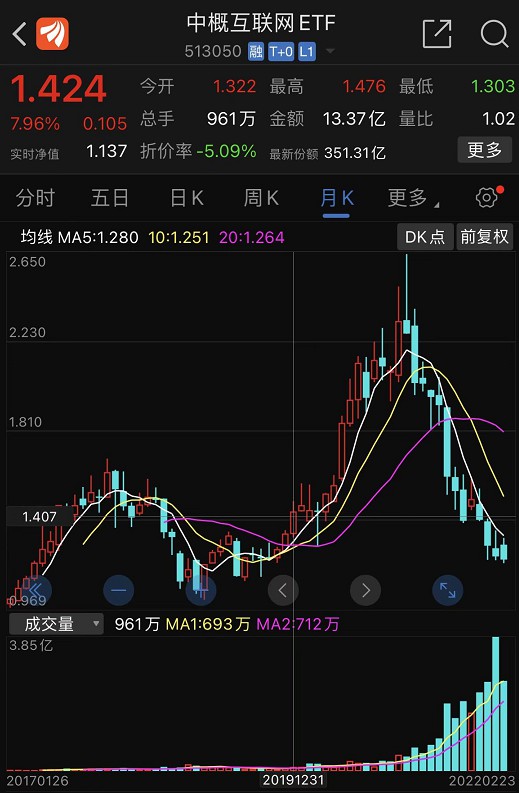 中概互联网ETF
513050 融 T+0 L1
1.424 今开 1.322 最高 1.476 最低 1.303
7.96% 0.105 总手 961万 金额 13.37亿 量比 1.02
实时净值 1.137 折价率 -5.09% 最新份额 351.31亿 更多
分时 五日 日K 周K 月K 更多
均线 MA5:1.280 10:1.251 20:1.264 DK点 前复权
2.650
2.230
1.810
1.407
0.969
成交量 961万 MA1:693万 MA2:712万
3.85亿
20170126 20191231 20220223